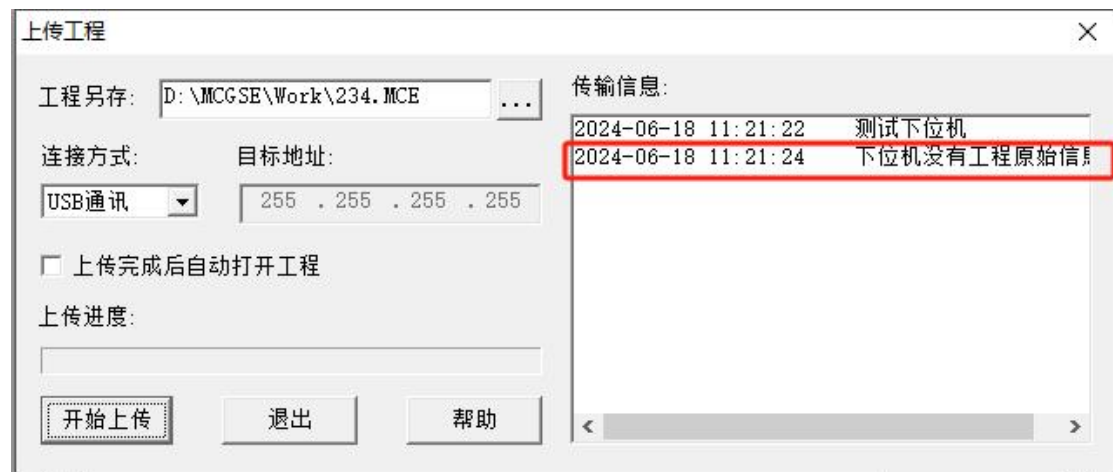 上传工程
工程另存:
D:\MCGSE\Work\234.MCE
...
连接方式:
目标地址:
USB通讯
255 . 255 . 255 . 255
上传完成后自动打开工程
上传进度:
开始上传
退出
帮助
传输信息:
2024-06-18 11:21:22 测试下位机
2024-06-18 11:21:24 下位机没有工程原始信